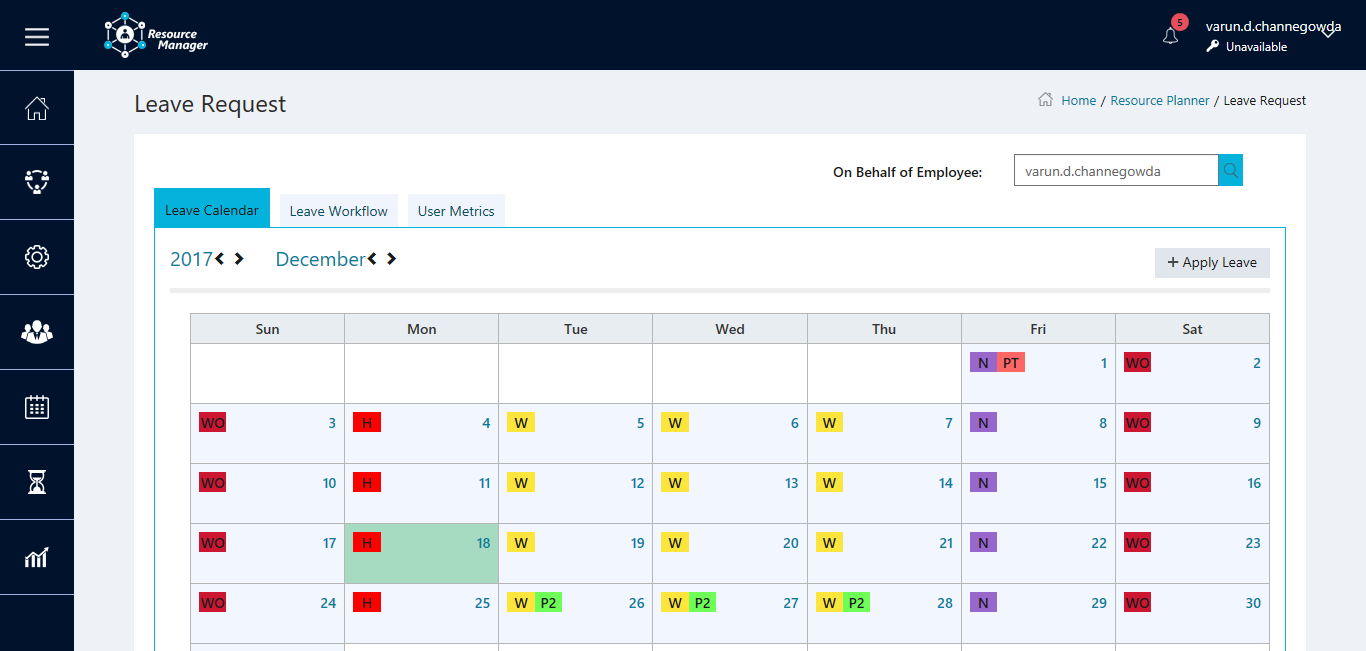 Resource
Manager
5
varun.d.channegowda
Unavailable
Leave Request
Home / Resource Planner / Leave Request
On Behalf of Employee: varun.d.channegowda
Leave Calendar Leave Workflow User Metrics
2017 December
+ Apply Leave
Sun Mon Tue Wed Thu Fri Sat
N PT 1 WO 2
WO 3 H 4 W 5 W 6 W 7 N 8 WO 9
WO 10 H 11 W 12 W 13 W 14 N 15 WO 16
WO 17 H 18 W 19 W 20 W 21 N 22 WO 23
WO 24 H 25 W P2 26 W P2 27 W P2 28 N 29 WO 30